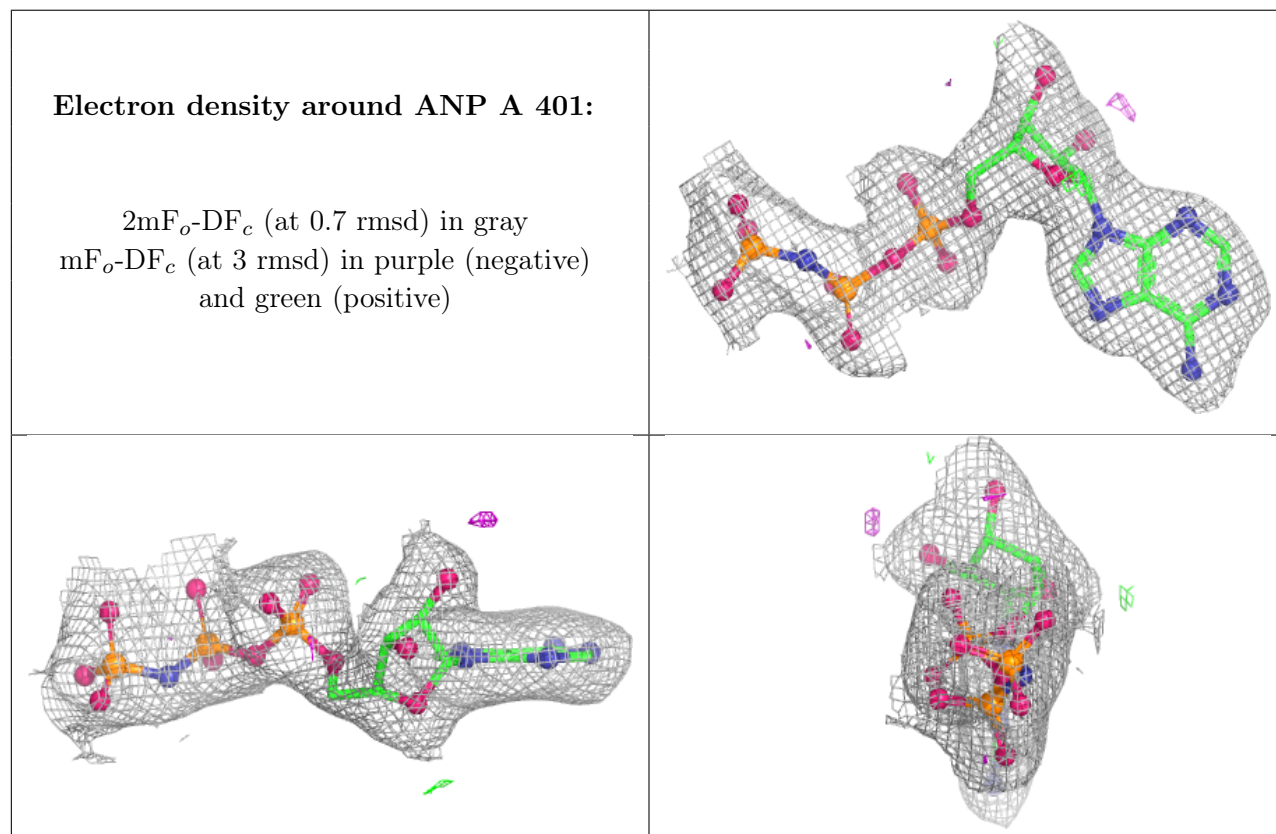 Electron density around ANP A 401:
2mFo-DFc (at 0.7 rmsd) in gray
mFo-DFc (at 3 rmsd) in purple (negative)
and green (positive)